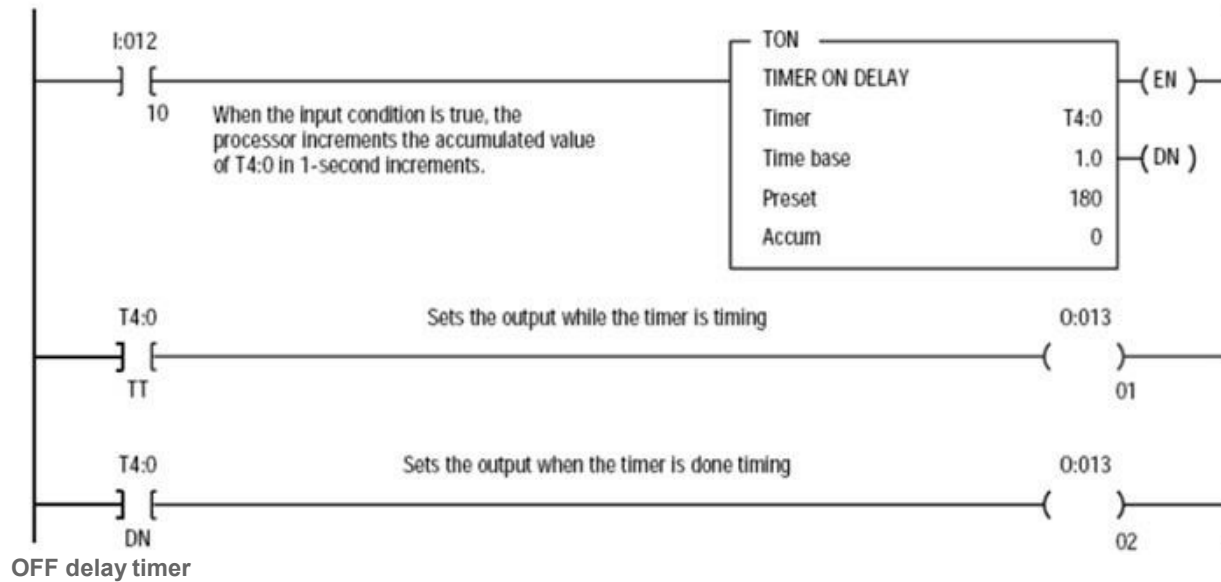 I:012
10
When the input condition is true, the
processor increments the accumulated value
of T4:0 in 1-second increments.
TON
TIMER ON DELAY
Timer T4:0
Time base 1.0
Preset 180
Accum 0
EN
DN
T4:0
TT
Sets the output while the timer is timing
O:013
01
T4:0
DN
Sets the output when the timer is done timing
O:013
02
OFF delay timer